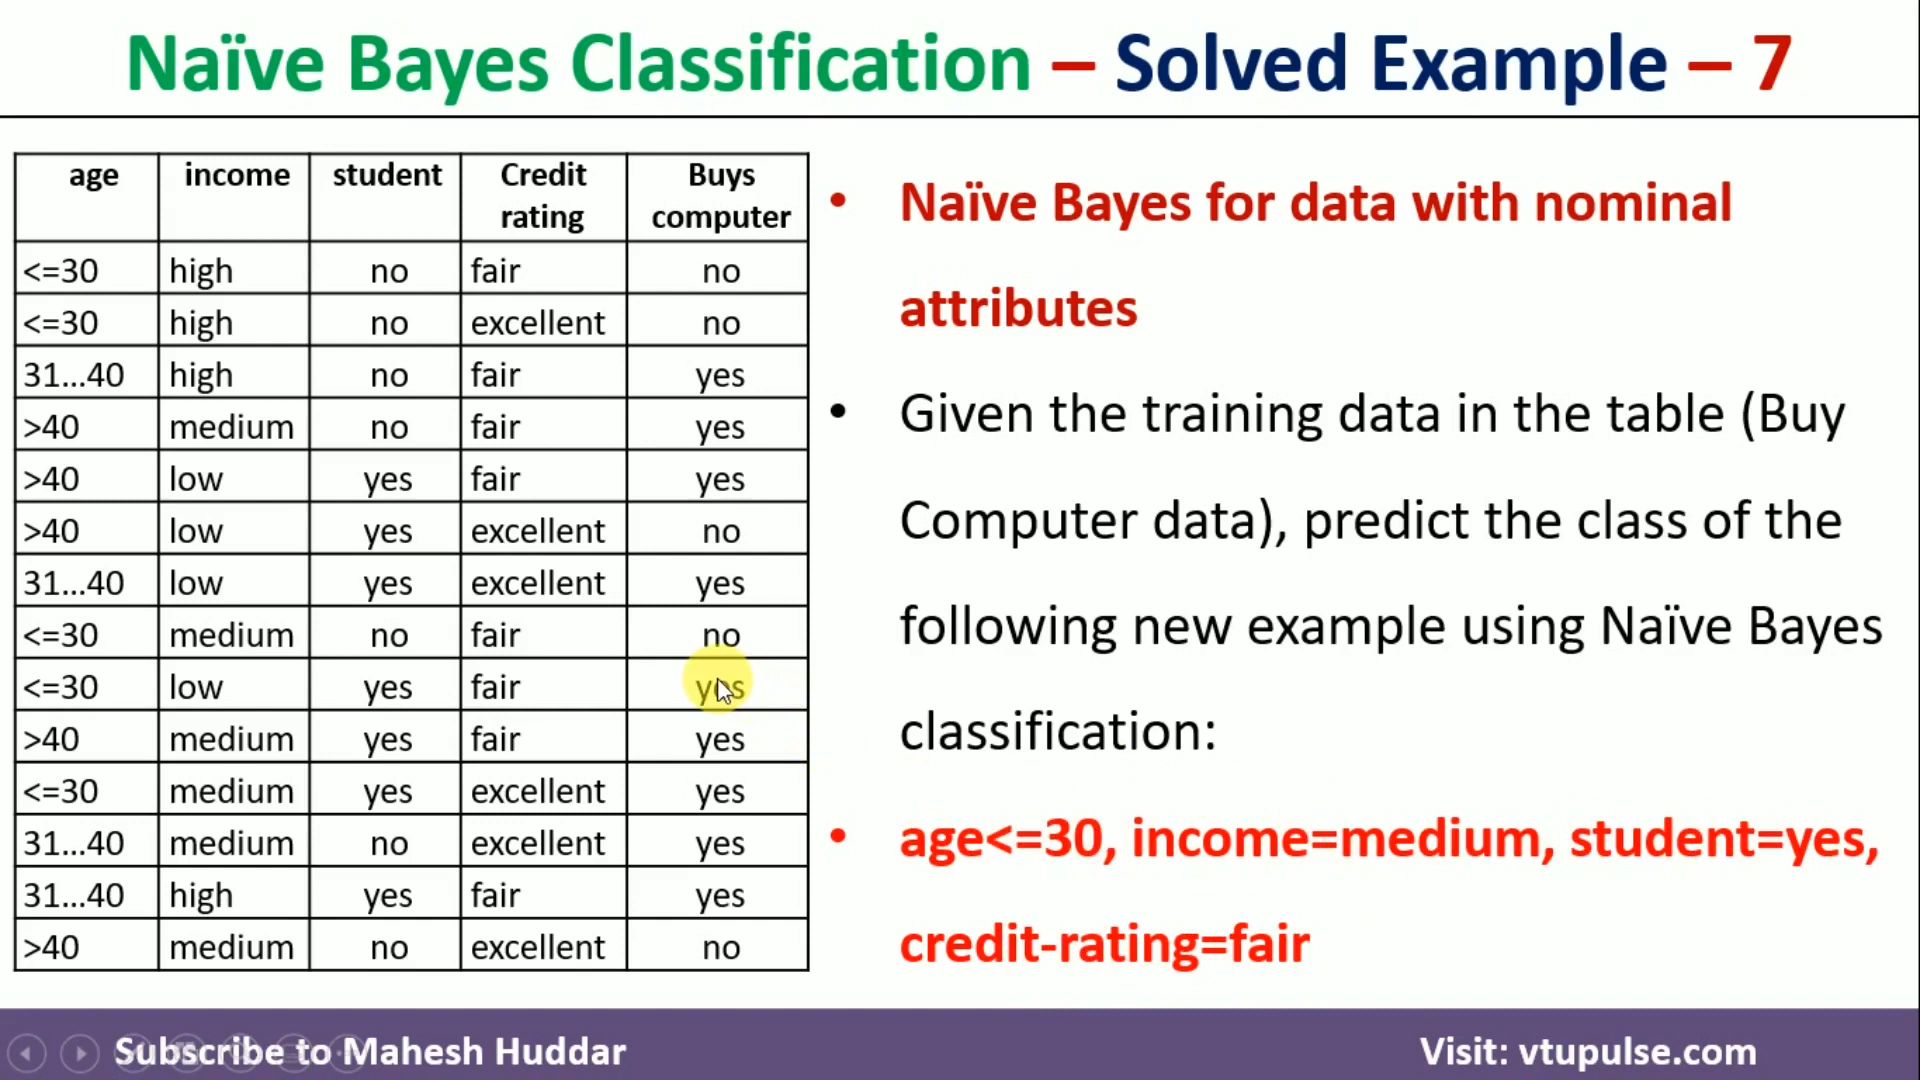 Naïve Bayes Classification – Solved Example – 7
age income student Credit rating Buys computer
<=30 high no fair no
<=30 high no excellent no
31…40 high no fair yes
>40 medium no fair yes
>40 low yes fair yes
>40 low yes excellent no
31…40 low yes excellent yes
<=30 medium no fair no
<=30 low yes fair yes
>40 medium yes fair yes
<=30 medium yes excellent yes
31…40 medium no excellent yes
31…40 high yes fair yes
>40 medium no excellent no
• Naïve Bayes for data with nominal
attributes
• Given the training data in the table (Buy
Computer data), predict the class of the
following new example using Naïve Bayes
classification:
• age<=30, income=medium, student=yes,
credit-rating=fair
Subscribe to Mahesh Huddar
Visit: vtupulse.com